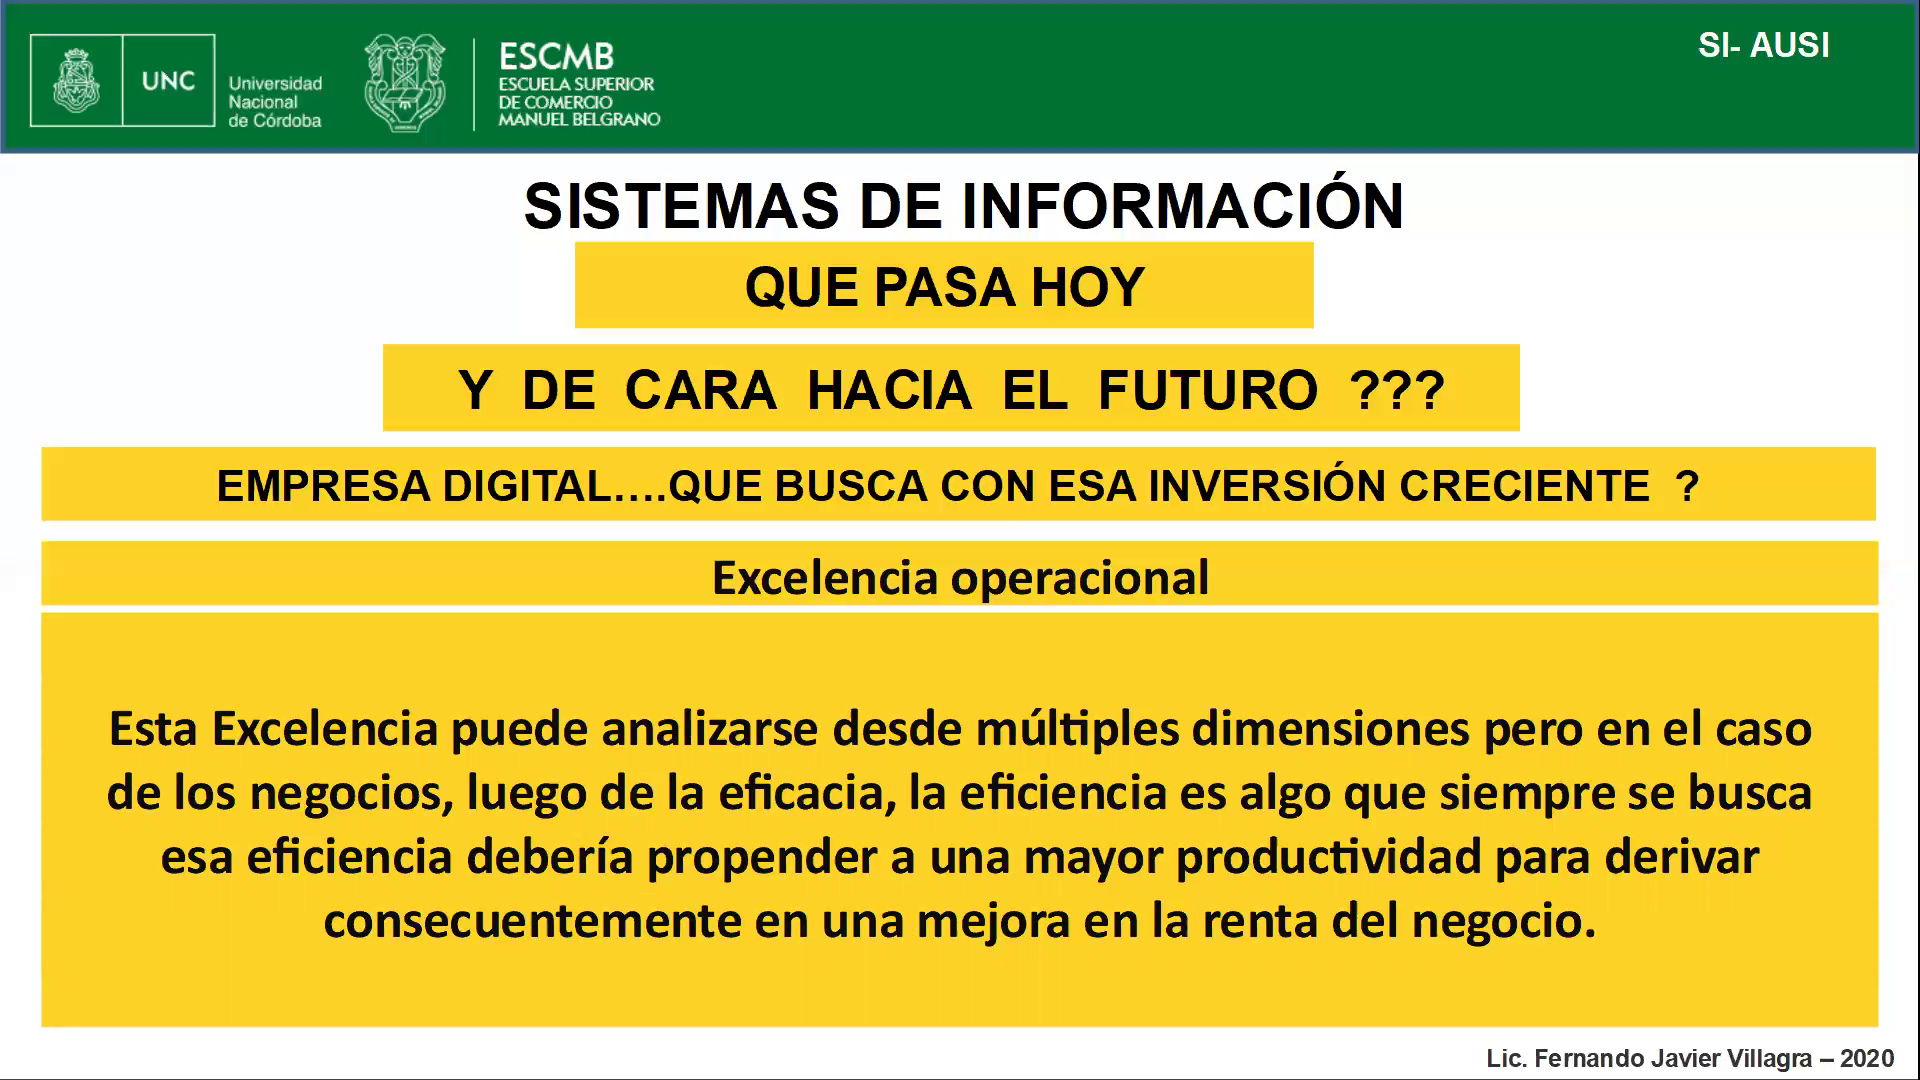 SI- AUSI
UNC
Universidad
Nacional
de Córdoba
ESCMB
ESCUELA SUPERIOR
DE COMERCIO
MANUEL BELGRANO
SISTEMAS DE INFORMACIÓN
QUE PASA HOY
Y DE CARA HACIA EL FUTURO ???
EMPRESA DIGITAL….QUE BUSCA CON ESA INVERSIÓN CRECIENTE ?
Excelencia operacional
Esta Excelencia puede analizarse desde múltiples dimensiones pero en el caso
de los negocios, luego de la eficacia, la eficiencia es algo que siempre se busca
esa eficiencia debería propender a una mayor productividad para derivar
consecuentemente en una mejora en la renta del negocio.
Lic. Fernando Javier Villagra – 2020